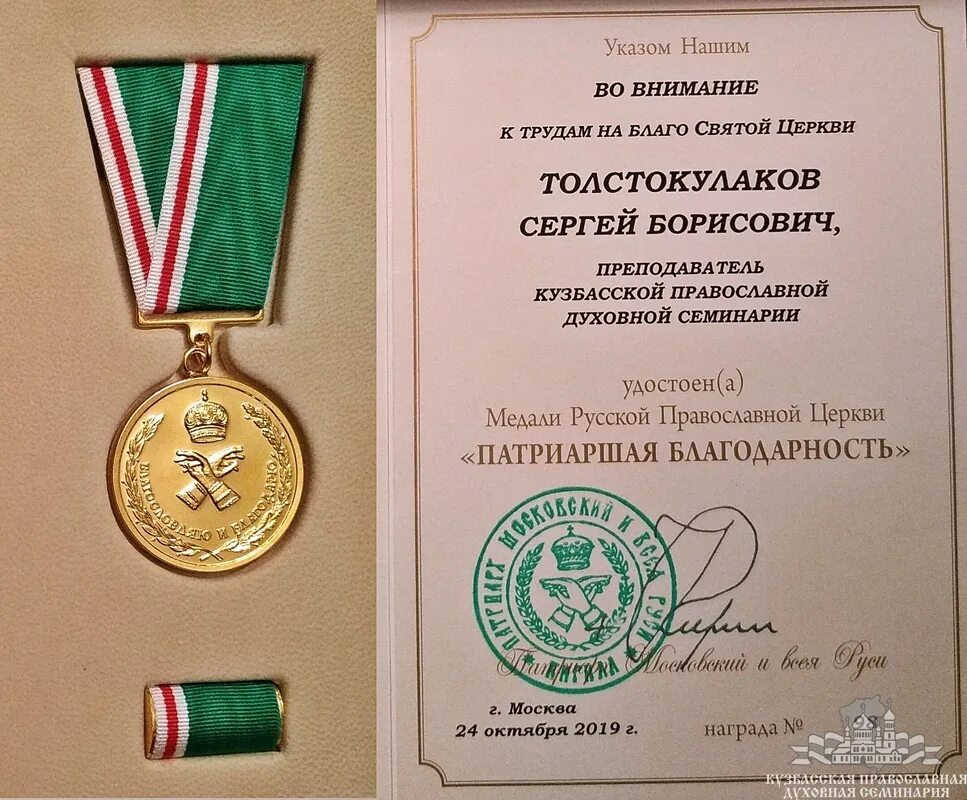 БЛАГОСЛОВЛЯЮ И БЛАГОДАРЮ
Указом Нашим
ВО ВНИМАНИЕ
К ТРУДАМ НА БЛАГО СВЯТОЙ ЦЕРКВИ
ТОЛСТОКУЛАКОВ
СЕРГЕЙ БОРИСОВИЧ,
ПРЕПОДАВАТЕЛЬ
КУЗБАССКОЙ ПРАВОСЛАВНОЙ
ДУХОВНОЙ СЕМИНАРИИ
удостоен(а)
Медали Русской Православной Церкви
«ПАТРИАРШАЯ БЛАГОДАРНОСТЬ»
ПАТРИАРХ МОСКОВСКИЙ И ВСЕЯ РУСИ
КИРИЛЛ
Патриарх Московский и всея Руси
г. Москва
24 октября 2019 г.
награда №
КУЗБАССКАЯ ПРАВОСЛАВНАЯ
ДУХОВНАЯ СЕМИНАРИЯ